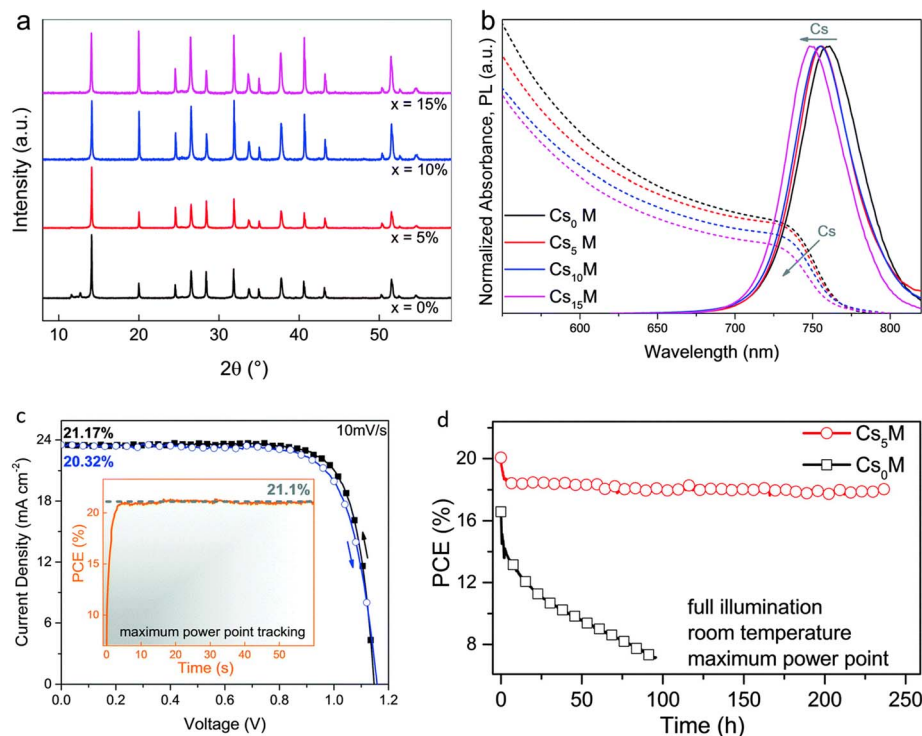 a
Intensity (a.u.)
x = 15%
x = 10%
x = 5%
x = 0%
10 20 30 40 50
2θ (°)
b
Normalized Absorbance, PL (a.u.)
Cs
Cs₀ M
Cs₅ M
Cs₁₀M
Cs₁₅M
Cs
600 650 700 750 800
Wavelength (nm)
c
Current Density (mA cm⁻²)
24
18
12
6
0
21.17%
20.32%
10mV/s
21.1%
PCE (%)
20
15
10
maximum power point tracking
0 10 20 30 40 50
Time (s)
0.0 0.2 0.4 0.6 0.8 1.0 1.2
Voltage (V)
d
PCE (%)
20
16
12
8
Cs₅M
Cs₀M
full illumination
room temperature
maximum power point
0 25 50 75 100 125 150 175 200 225 250
Time (h)